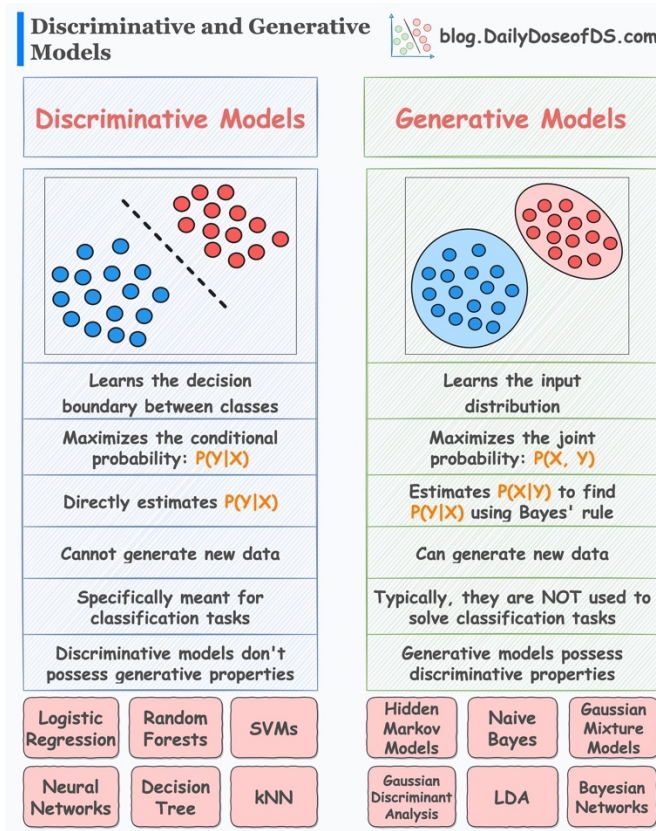 Discriminative and Generative
Models
blog.DailyDoseofDS.com
Discriminative Models
Generative Models
Learns the decision
boundary between classes
Learns the input
distribution
Maximizes the conditional
probability: P(Y|X)
Maximizes the joint
probability: P(X, Y)
Directly estimates P(Y|X)
Estimates P(X|Y) to find
P(Y|X) using Bayes' rule
Cannot generate new data
Can generate new data
Specifically meant for
classification tasks
Typically, they are NOT used to
solve classification tasks
Discriminative models don't
possess generative properties
Generative models possess
discriminative properties
Logistic
Regression
Random
Forests
SVMs
Hidden
Markov
Models
Naive
Bayes
Gaussian
Mixture
Models
Neural
Networks
Decision
Tree
kNN
Gaussian
Discriminant
Analysis
LDA
Bayesian
Networks